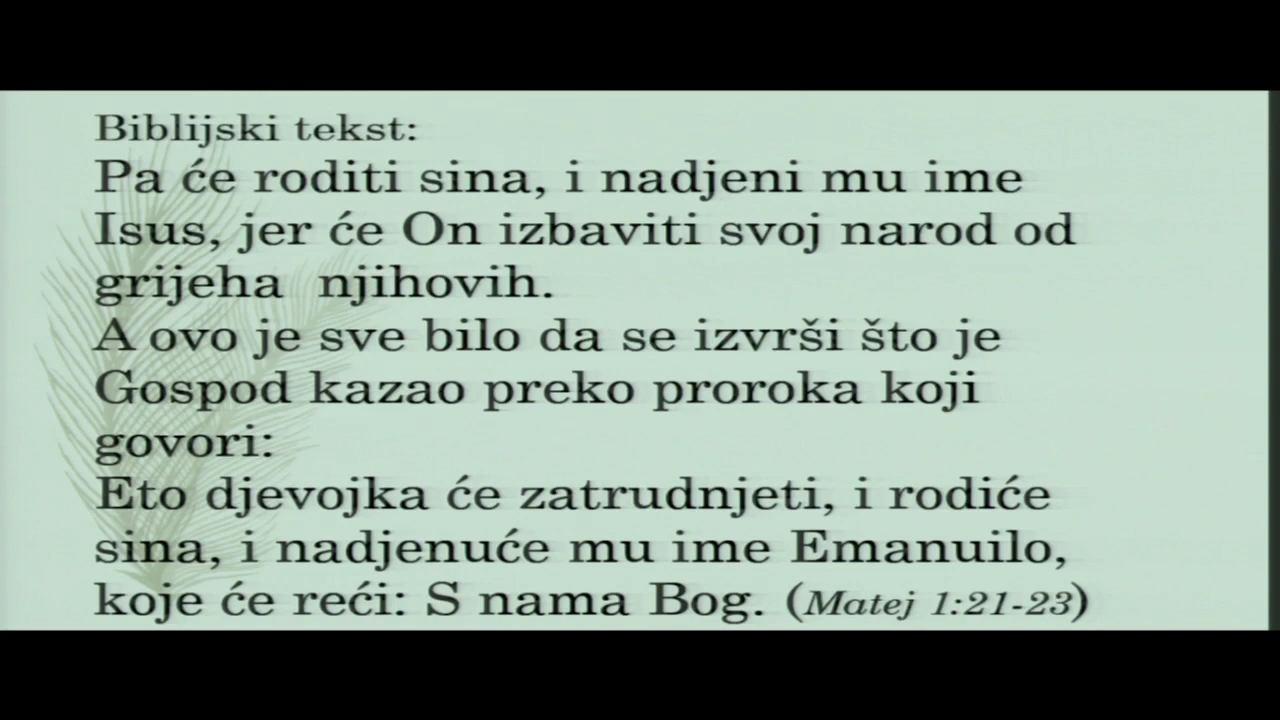 Biblijski tekst:
Pa će roditi sina, i nadjeni mu ime
Isus, jer će On izbaviti svoj narod od
grijeha njihovih.
A ovo je sve bilo da se izvrši što je
Gospod kazao preko proroka koji
govori:
Eto djevojka će zatrudnjeti, i rodiće
sina, i nadjenuće mu ime Emanuilo,
koje će reći: S nama Bog. (Matej 1:21-23)